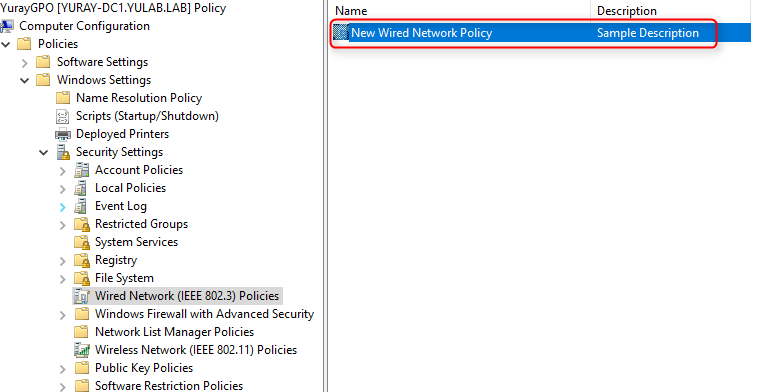 YurayGPO [YURAY-DC1.YULAB.LAB] Policy
Computer Configuration
Policies
Software Settings
Windows Settings
Name Resolution Policy
Scripts (Startup/Shutdown)
Deployed Printers
Security Settings
Account Policies
Local Policies
Event Log
Restricted Groups
System Services
Registry
File System
Wired Network (IEEE 802.3) Policies
Windows Firewall with Advanced Security
Network List Manager Policies
Wireless Network (IEEE 802.11) Policies
Public Key Policies
Software Restriction Policies
Name Description
New Wired Network Policy Sample Description